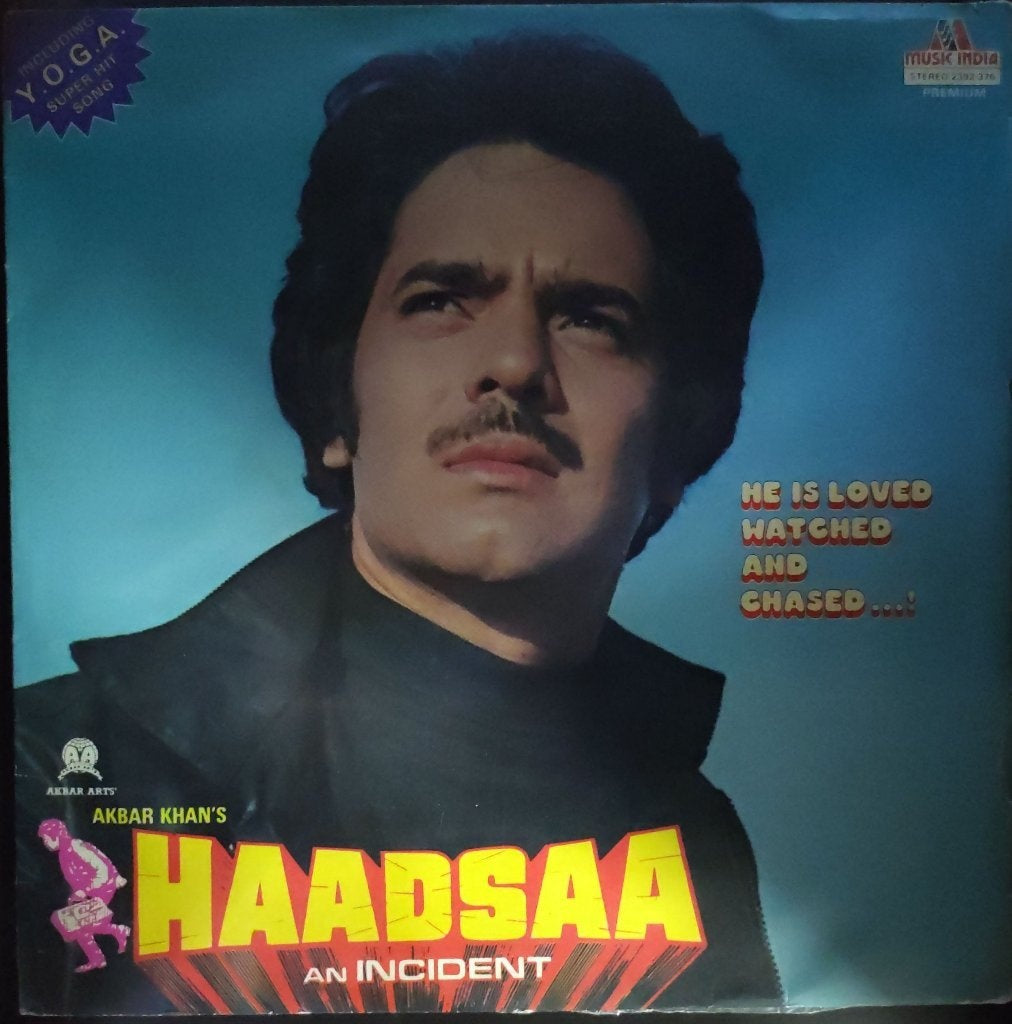 INCLUDING
Y.O.G.A.
SUPER HIT
SONG
MUSIC INDIA
STEREO 2392 376
PREMIUM
HE IS LOVED
WATCHED
AND
CHASED...!
AA
AKBAR ARTS'
AKBAR KHAN'S
HAADSAA
AN INCIDENT